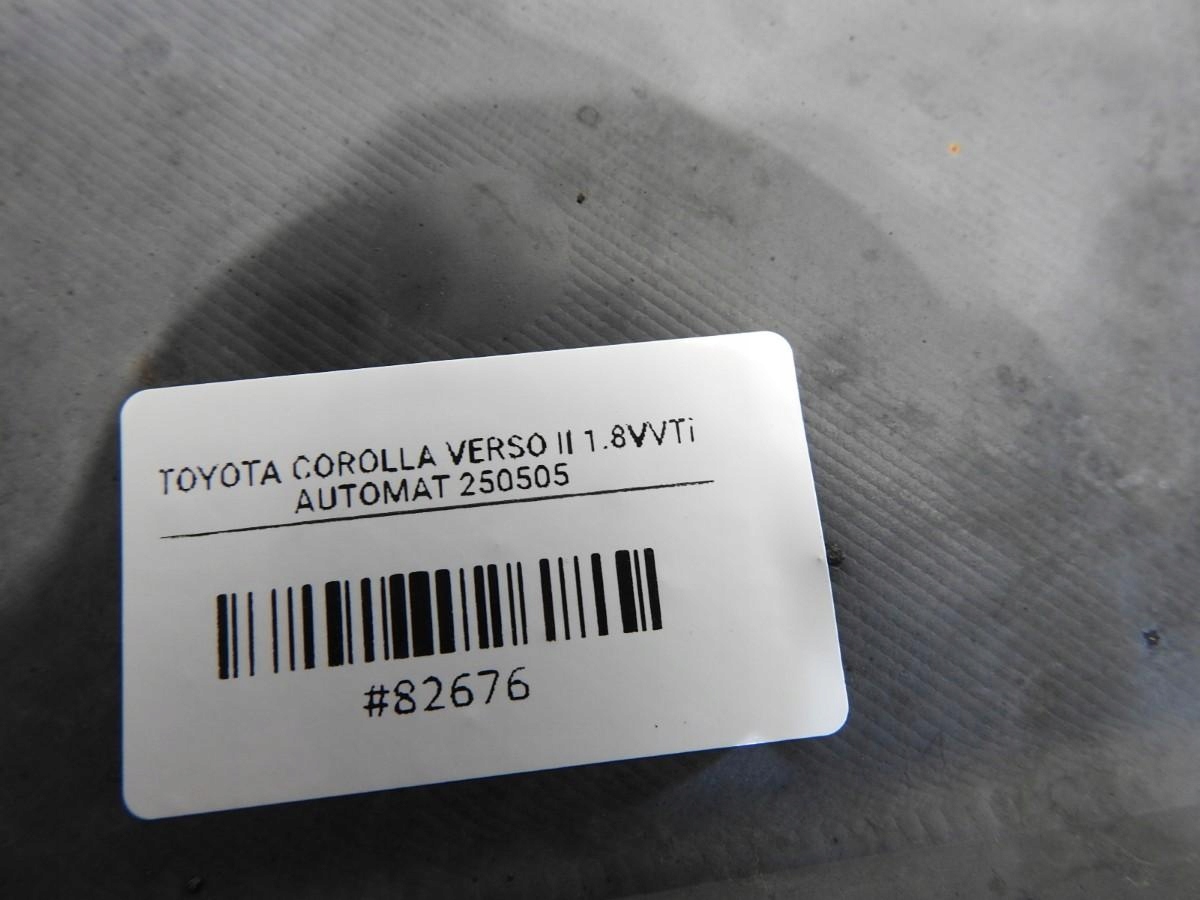 TOYOTA COROLLA VERSO II 1.8VVTi
AUTOMAT 250505
#82676